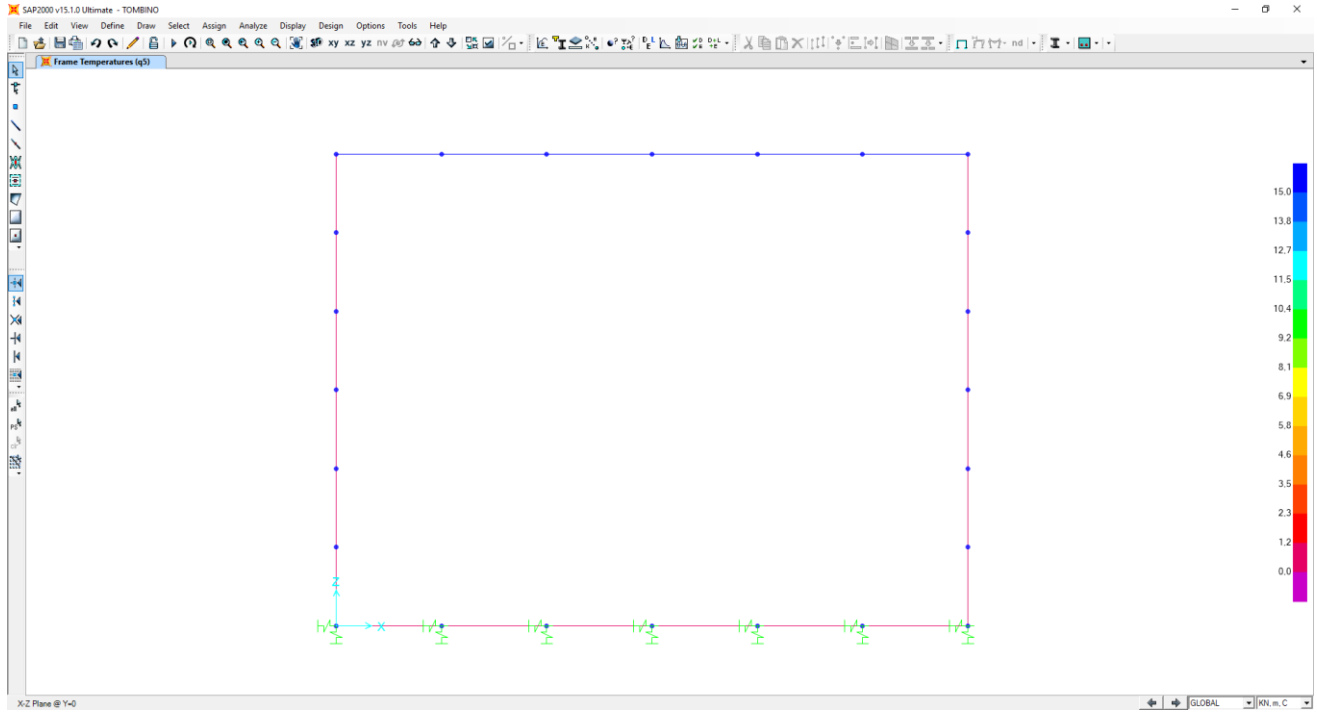 SAP2000 v15.1.0 Ultimate - TOMBINO
File Edit View Define Draw Select Assign Analyze Display Design Options Tools Help
xy xz yz nv nd
Frame Temperatures (q5)
15.0
13.8
12.7
11.5
10.4
9.2
8.1
6.9
5.8
4.6
3.5
2.3
1.2
0.0
Z
X
X-Z Plane @ Y=0
GLOBAL
KN, m, C